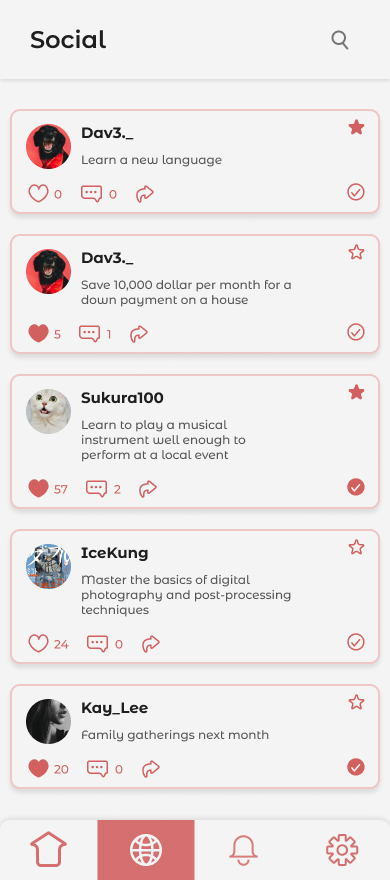 Social
Dav3._
Learn a new language
0 0
Dav3._
Save 10,000 dollar per month for a
down payment on a house
5 1
Sukura100
Learn to play a musical
instrument well enough to
perform at a local event
57 2
IceKung
Master the basics of digital
photography and post-processing
techniques
24 0
Kay_Lee
Family gatherings next month
20 0